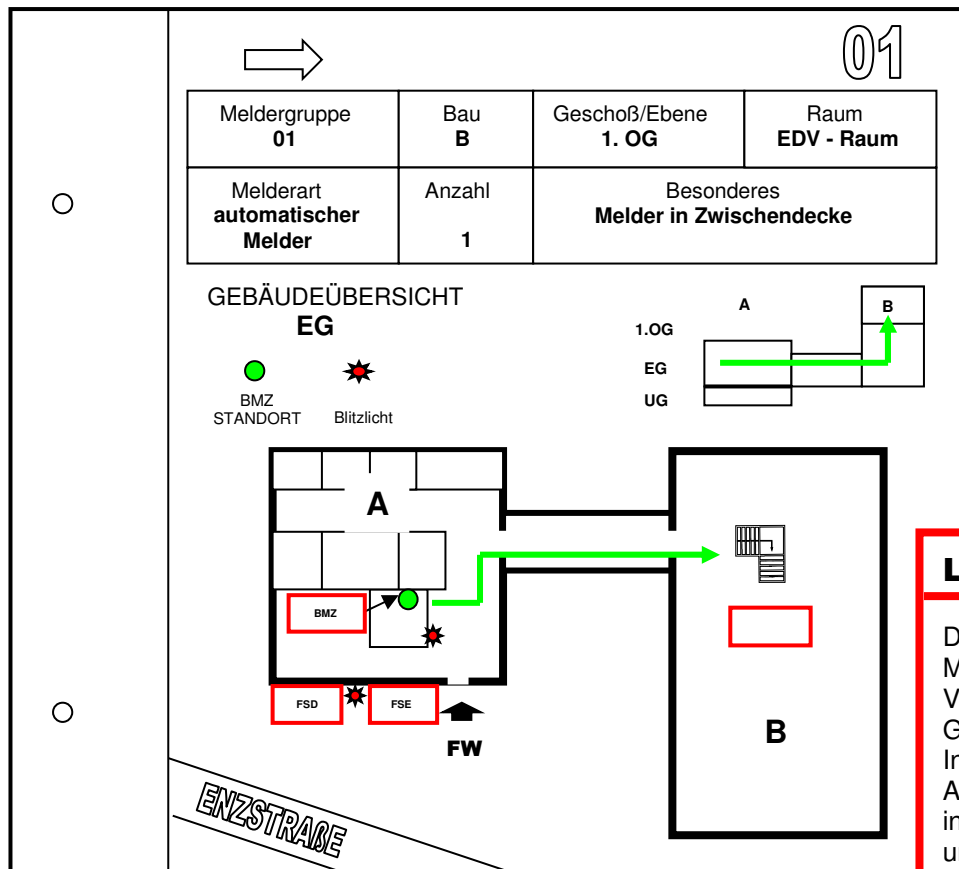 01
Meldergruppe
01
Bau
B
Geschoß/Ebene
1. OG
Raum
EDV - Raum
Melderart
automatischer
Melder
Anzahl
1
Besonderes
Melder in Zwischendecke
GEBÄUDEÜBERSICHT
EG
BMZ
STANDORT
Blitzlicht
A
B
1.OG
EG
UG
A
BMZ
FSD
FSE
FW
B
ENZSTRAßE